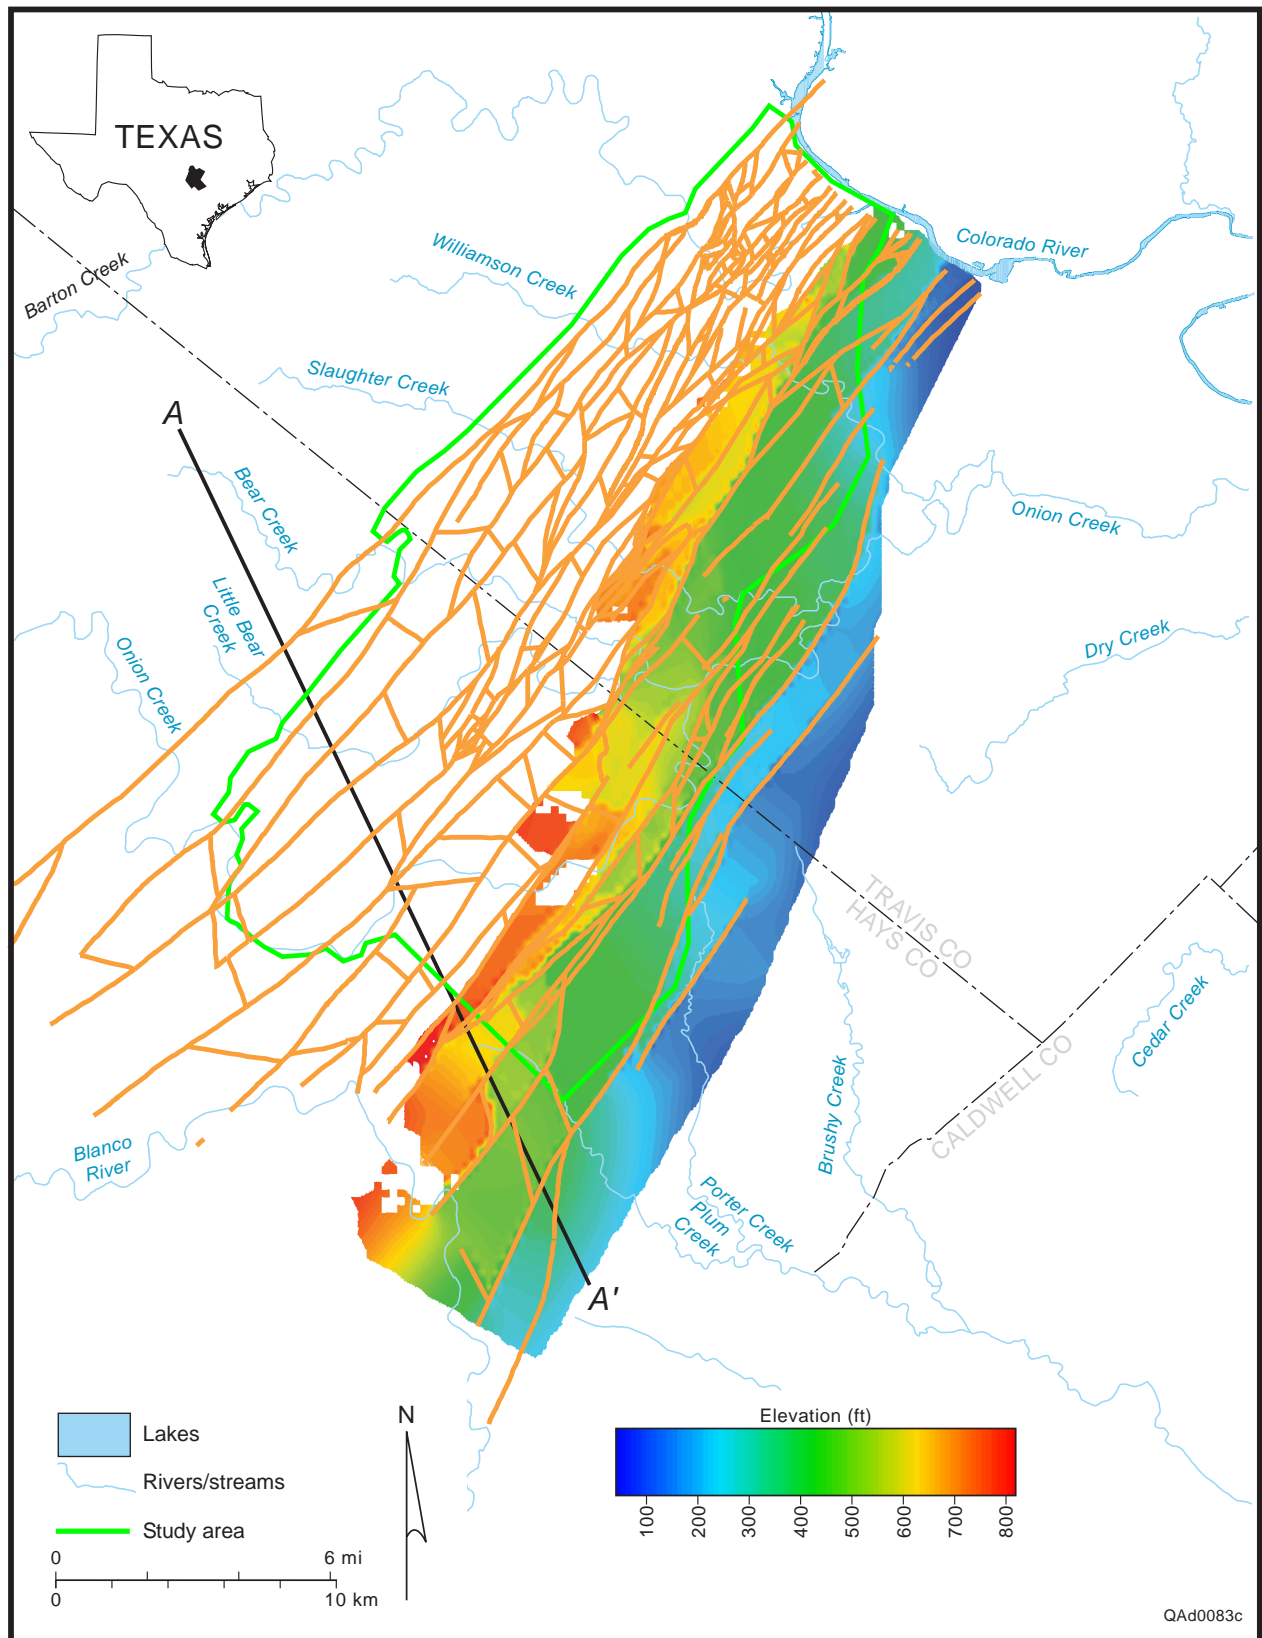 TEXAS
Barton Creek
Williamson Creek
Colorado River
Slaughter Creek
A
Bear Creek
Onion Creek
Little Bear
Creek
Onion Creek
Dry Creek
TRAVIS CO
HAYS CO
Cedar Creek
CALDWELL CO
Brushy Creek
Blanco
River
Porter Creek
Plum
Creek
A'
N
Elevation (ft)
100
200
300
400
500
600
700
800
Lakes
Rivers/streams
Study area
0
6 mi
0
10 km
QAd0083c